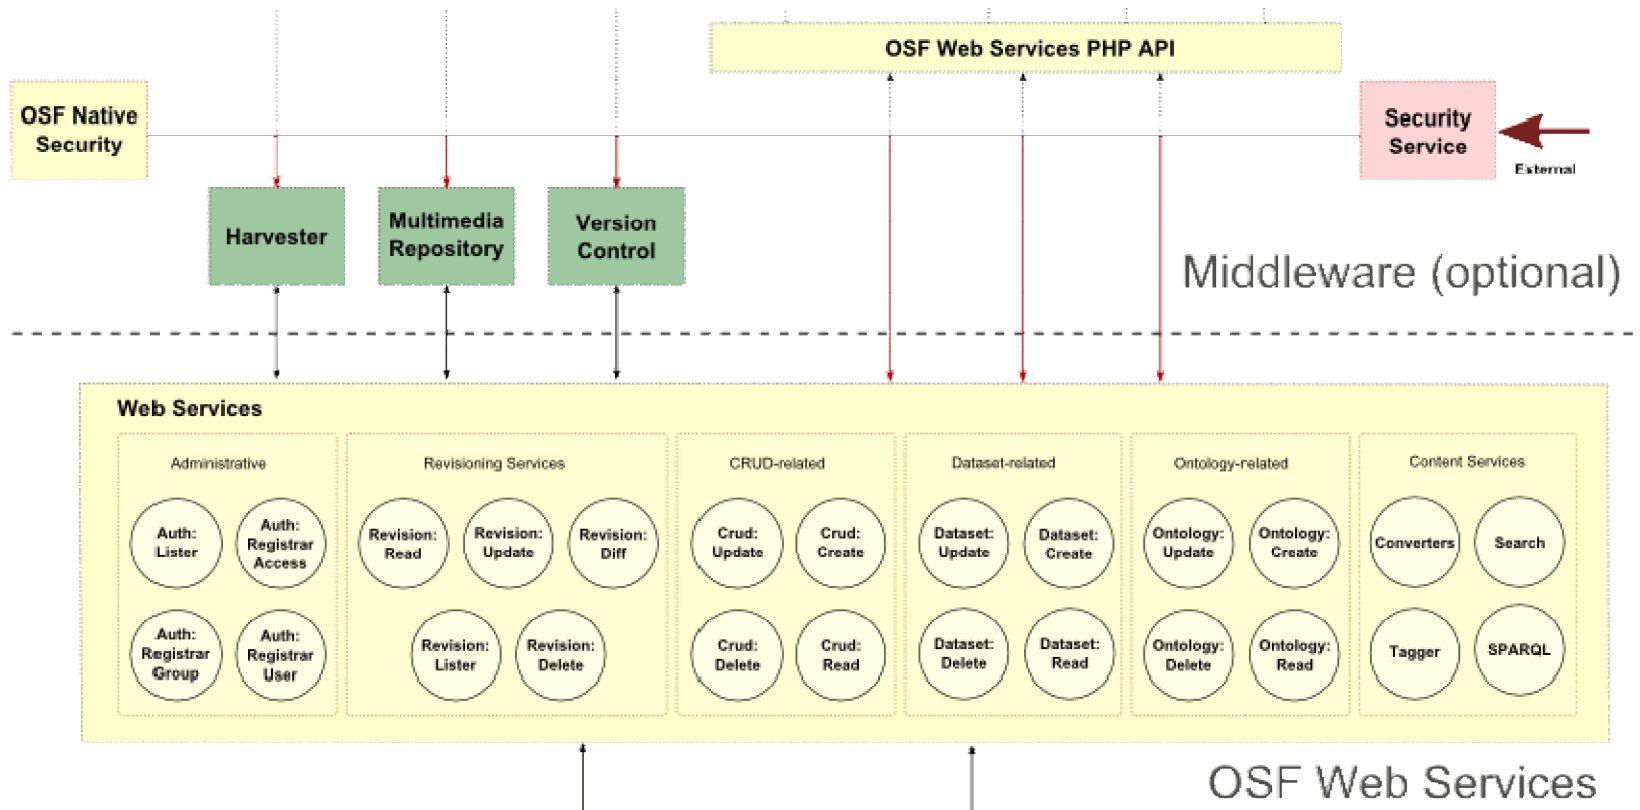 OSF Web Services PHP API
OSF Native
Security
Security
Service
External
Harvester
Multimedia
Repository
Version
Control
Middleware (optional)
Web Services
Administrative
Auth:
Lister
Auth:
Registrar
Access
Auth:
Registrar
Group
Auth:
Registrar
User
Revisioning Services
Revision:
Read
Revision:
Update
Revision:
Diff
Revision:
Lister
Revision:
Delete
CRUD-related
Crud:
Update
Crud:
Create
Crud:
Delete
Crud:
Read
Dataset-related
Dataset:
Update
Dataset:
Create
Dataset:
Delete
Dataset:
Read
Ontology-related
Ontology:
Update
Ontology:
Create
Ontology:
Delete
Ontology:
Read
Content Services
Converters
Search
Tagger
SPARQL
OSF Web Services